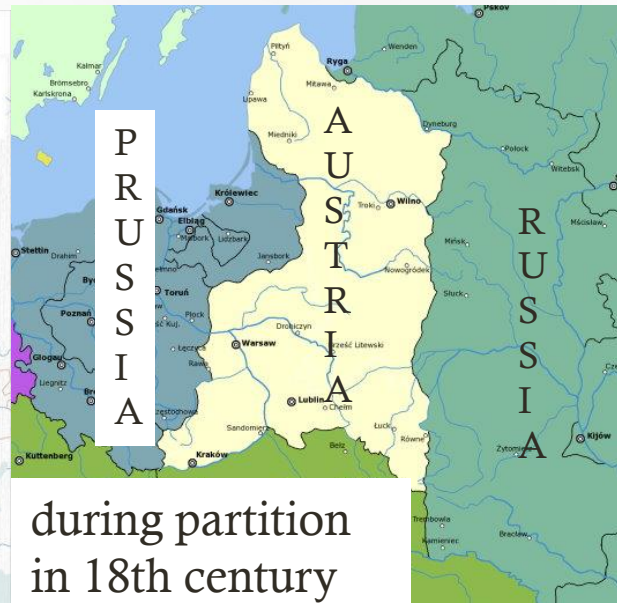 Pskov
Kalmar
Brömsebro
Karlskrona
Piltyń
Ryga
Wenden
Mitawa
Lipawa
Dyneburg
Miedniki
Połock
Witebsk
PRUSSIA
AUSTRIA
RUSSIA
Królewiec
Gdańsk
Elbląg
Malbork
Lidzbark
Troki
Wilno
Mścisław
Stettin
Drahim
Jansbork
Mińsk
Nowogródek
Toruń
Słuck
Poznań
Płock
Drohiczyn
Brześć Litewski
Warsaw
Łęczyca
Rawa
Glogau
Liegnitz
Lublin
Chełm
Sandomierz
Łuck
Równe
Kijów
Żytomierz
Bełz
Kuttenberg
Kraków
Trembowla
Kamieniec
Bracław
during partition
in 18th century